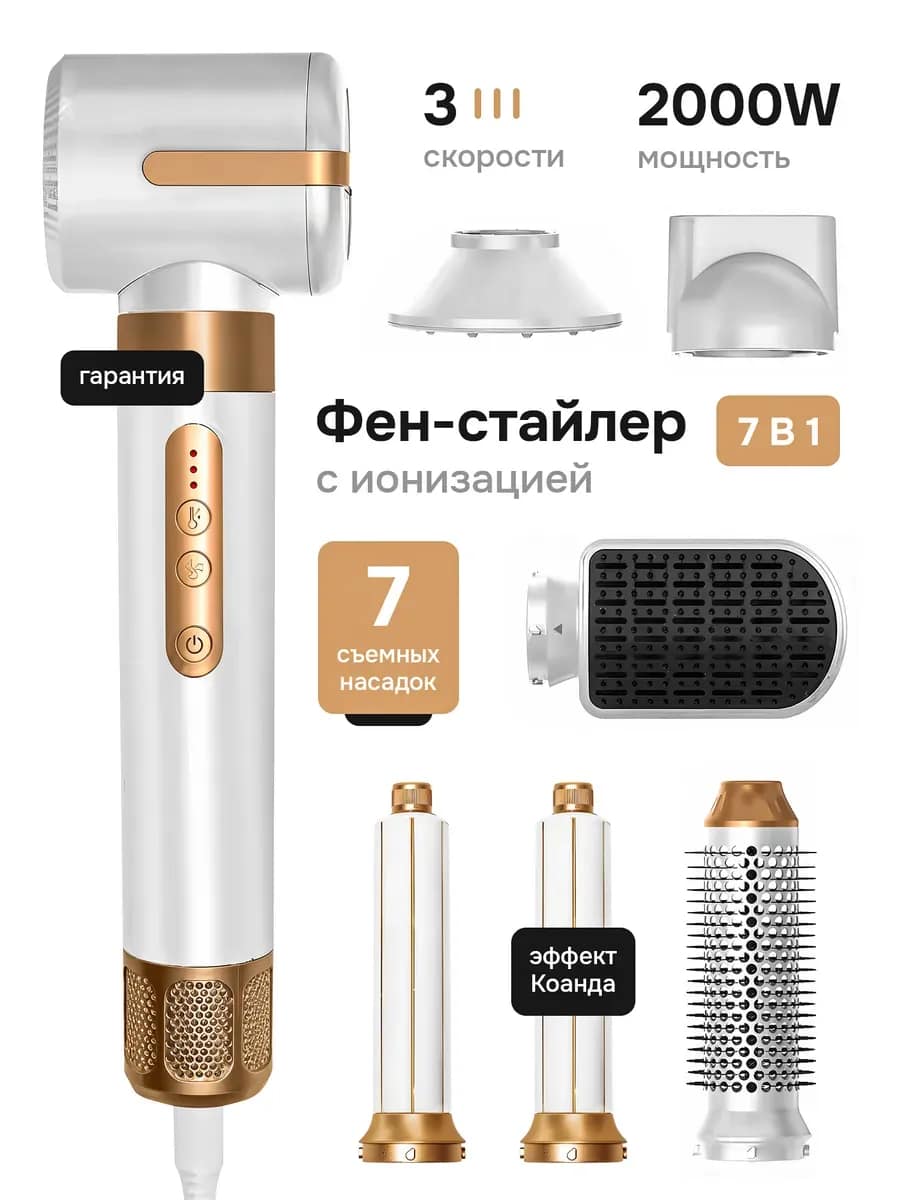 3
скорости
2000W
мощность
гарантия
Фен-стайлер
7 В 1
с ионизацией
7
съемных
насадок
эффект
Коанда